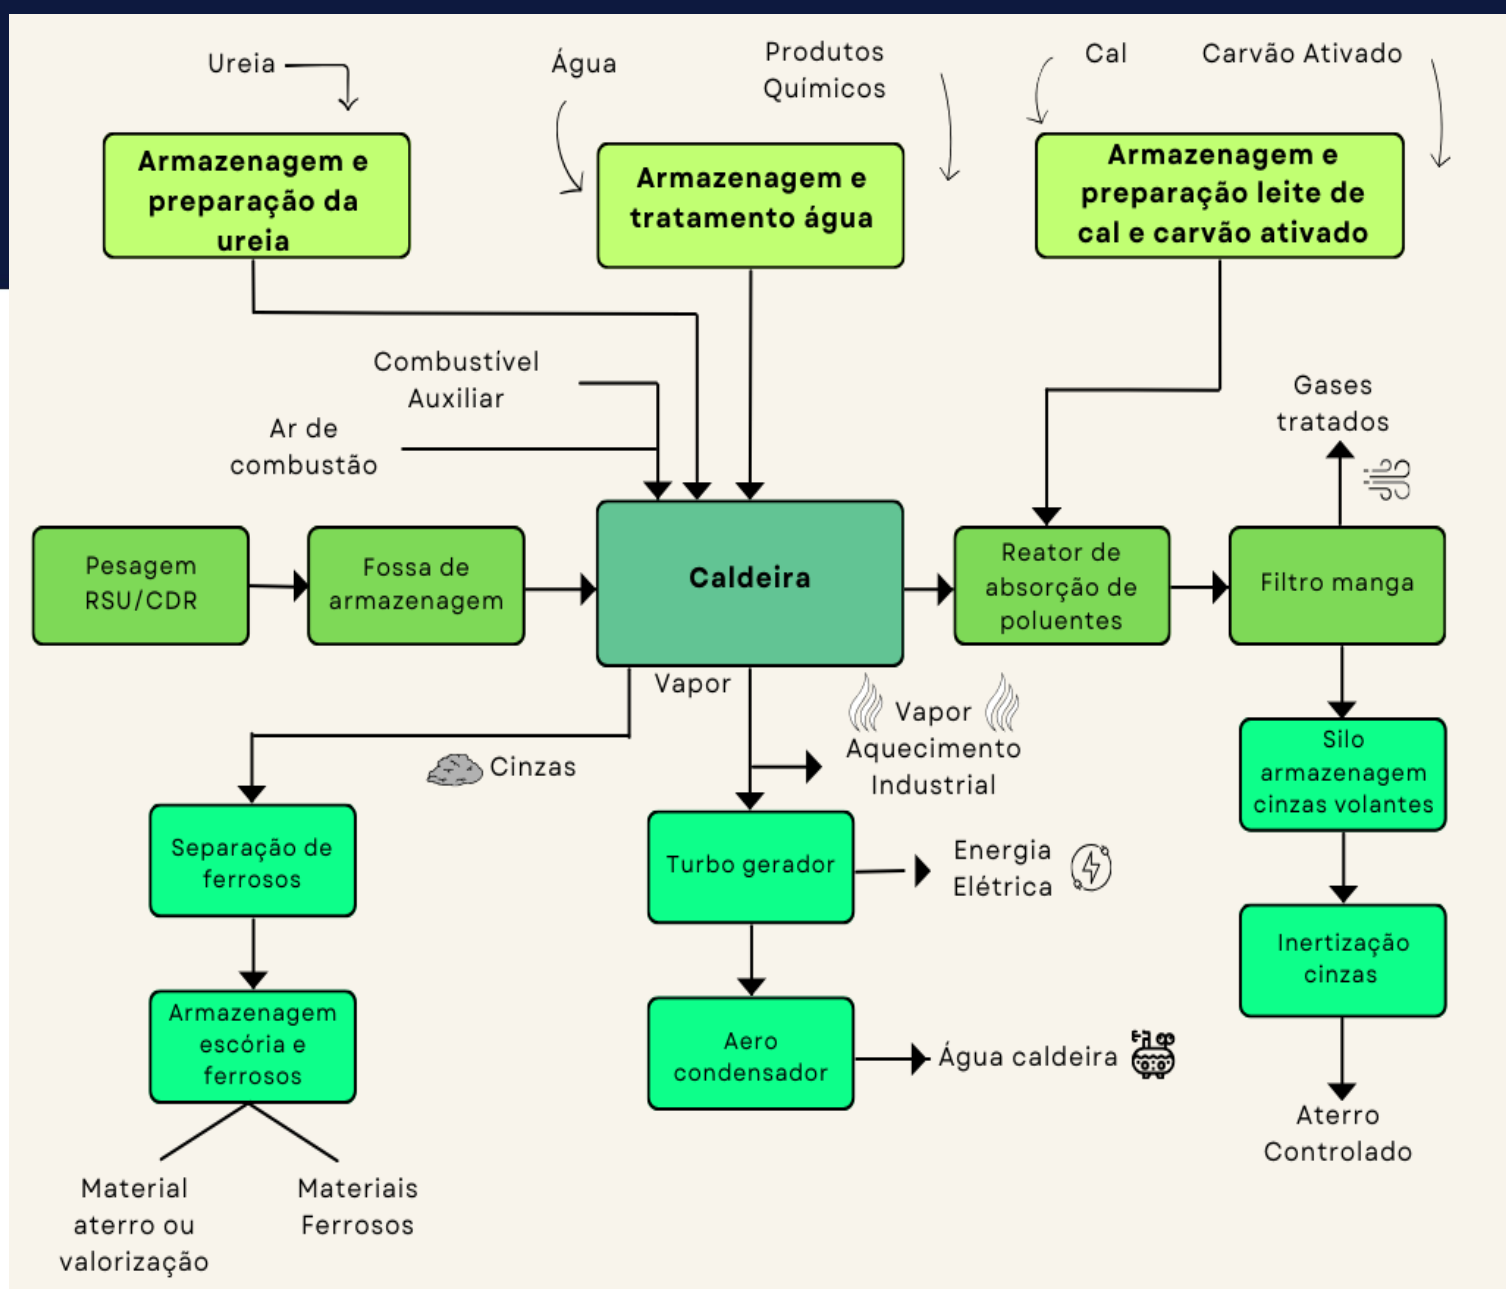 Ureia
Água
Produtos
Químicos
Cal
Carvão Ativado
Armazenagem e
preparação da
ureia
Armazenagem e
tratamento água
Armazenagem e
preparação leite de
cal e carvão ativado
Combustível
Auxiliar
Ar de
combustão
Gases
tratados
Pesagem
RSU/CDR
Fossa de
armazenagem
Caldeira
Reator de
absorção de
poluentes
Filtro manga
Vapor
Vapor
Aquecimento
Industrial
Cinzas
Silo
armazenagem
cinzas volantes
Separação de
ferrosos
Turbo gerador
Energia
Elétrica
Inertização
cinzas
Armazenagem
escória e
ferrosos
Aero
condensador
Água caldeira
Aterro
Controlado
Material
aterro ou
valorização
Materiais
Ferrosos